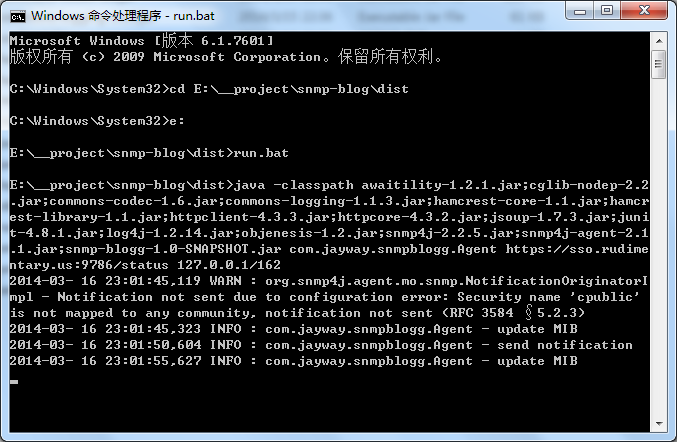 Windows 命令处理程序 - run.bat
Microsoft Windows [版本 6.1.7601]
版权所有 (c) 2009 Microsoft Corporation。保留所有权利。
C:\Windows\System32>cd E:\__project\snmp-blog\dist
C:\Windows\System32>e:
E:\__project\snmp-blog\dist>run.bat
E:\__project\snmp-blog\dist>java -classpath awaitility-1.2.1.jar;cglib-nodep-2.2
.jar;commons-codec-1.6.jar;commons-logging-1.1.3.jar;hamcrest-core-1.1.jar;hamcr
est-library-1.1.jar;httpclient-4.3.3.jar;httpcore-4.3.2.jar;jsoup-1.7.3.jar;juni
t-4.8.1.jar;log4j-1.2.14.jar;objenesis-1.2.jar;snmp4j-2.2.5.jar;snmp4j-agent-2.1
.1.jar;snmp-blogg-1.0-SNAPSHOT.jar com.jayway.snmpblogg.Agent https://sso.rudime
ntary.us:9786/status 127.0.0.1/162
2014-03- 16 23:01:45,119 WARN : org.snmp4j.agent.mo.snmp.NotificationOriginatorI
mpl - Notification not sent due to configuration error: Security name 'cpublic'
is not mapped to any community, notification not sent (RFC 3584 §5.2.3)
2014-03- 16 23:01:45,323 INFO : com.jayway.snmpblogg.Agent - update MIB
2014-03- 16 23:01:50,604 INFO : com.jayway.snmpblogg.Agent - send notification
2014-03- 16 23:01:55,627 INFO : com.jayway.snmpblogg.Agent - update MIB